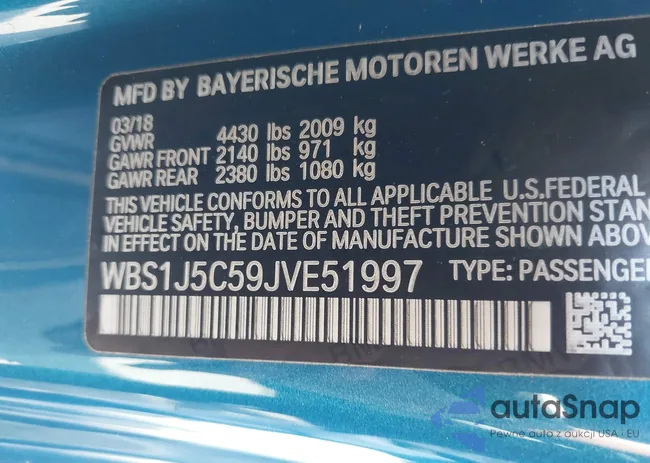 MFD BY BAYERISCHE MOTOREN WERKE AG
03/18
GVWR 4430 lbs 2009 kg
GAWR FRONT 2140 lbs 971 kg
GAWR REAR 2380 lbs 1080 kg
THIS VEHICLE CONFORMS TO ALL APPLICABLE U.S.FEDERAL
VEHICLE SAFETY, BUMPER AND THEFT PREVENTION STAN
IN EFFECT ON THE DATE OF MANUFACTURE SHOWN ABOV
WBS1J5C59JVE51997 TYPE: PASSENGE
autaSnap
Pewne auta z aukcji USA i EU